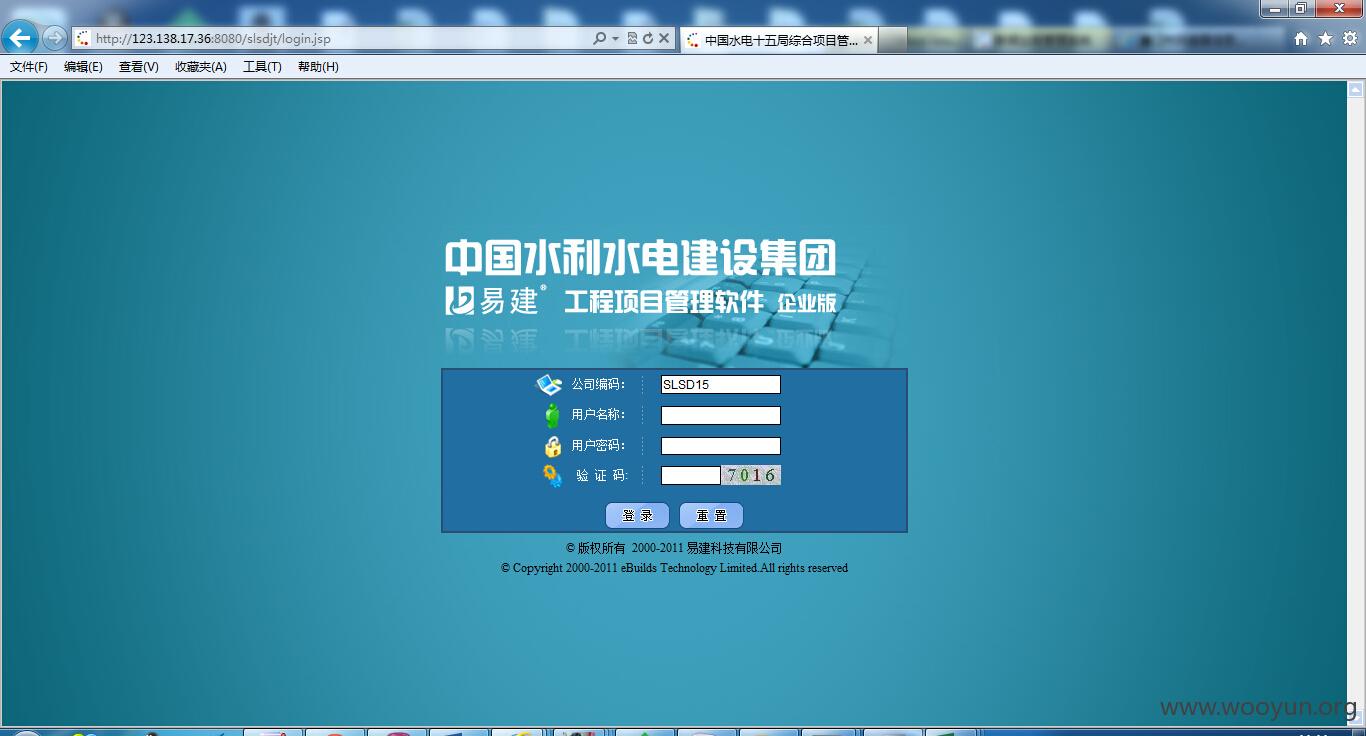 http://123.138.17.36:8080/slsdjt/login.jsp
中国水电十五局综合项目管...
文件(F) 编辑(E) 查看(V) 收藏夹(A) 工具(T) 帮助(H)
中国水利水电建设集团
易建® 工程项目管理软件 企业版
公司编码: SLSD15
用户名称:
用户密码:
验 证 码: 7016
登 录 重 置
© 版权所有 2000-2011 易建科技有限公司
© Copyright 2000-2011 eBuilds Technology Limited.All rights reserved
www.wooyun.org